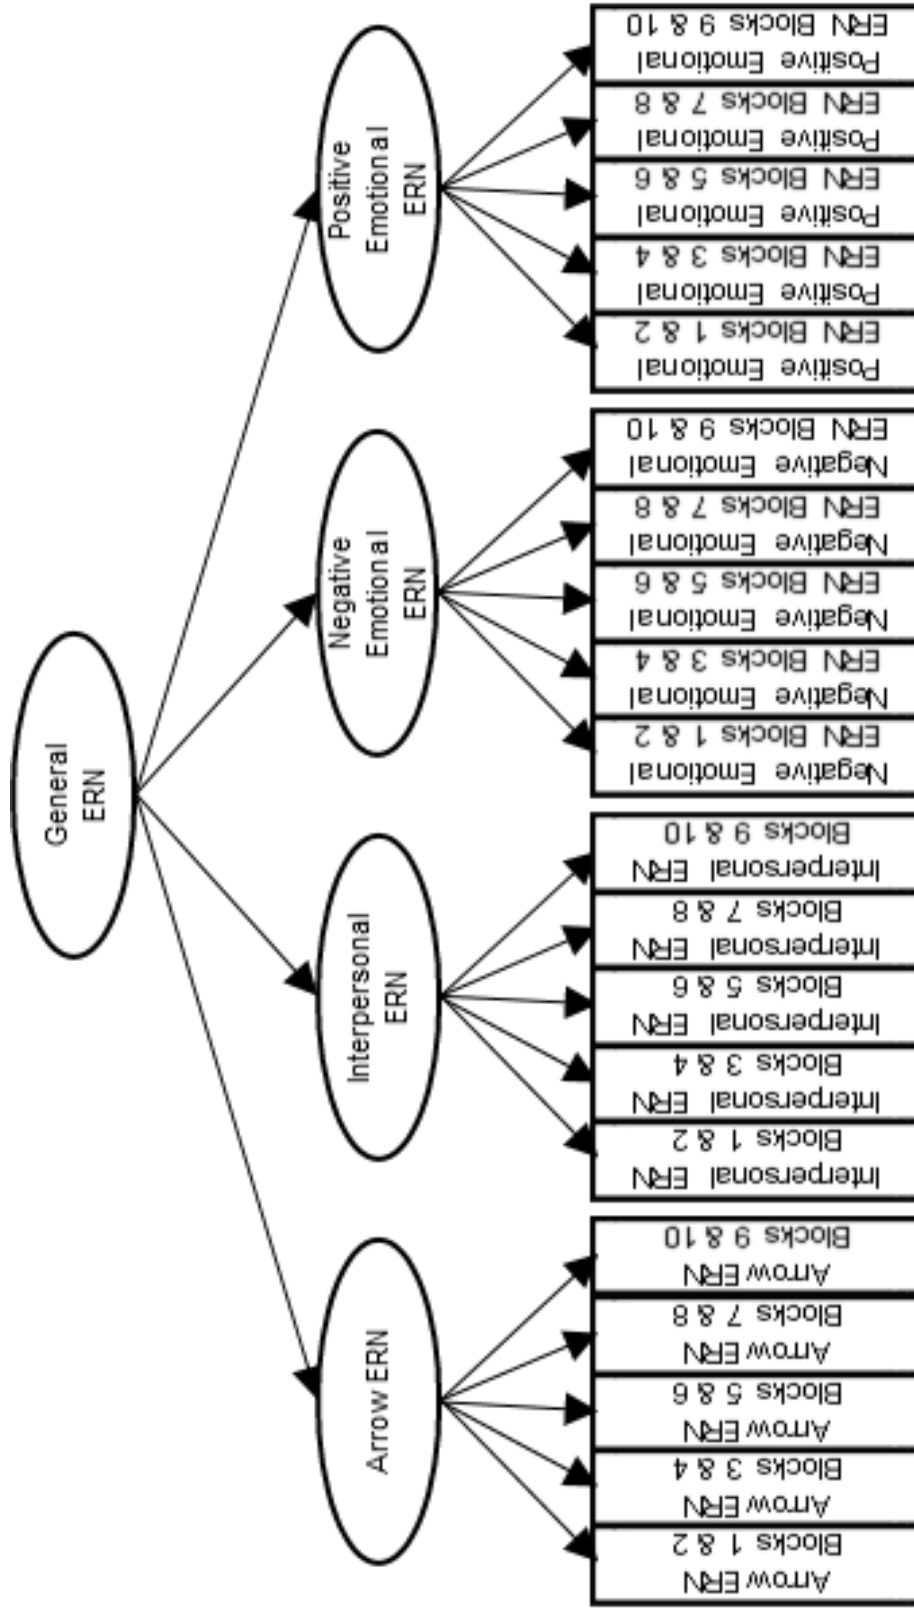 General
ERN
Arrow ERN
Interpersonal
ERN
Negative
Emotional
ERN
Positive
Emotional
ERN
Arrow ERN
Blocks 1 & 2
Arrow ERN
Blocks 3 & 4
Arrow ERN
Blocks 5 & 6
Arrow ERN
Blocks 7 & 8
Arrow ERN
Blocks 9 & 10
Interpersonal ERN
Blocks 1 & 2
Interpersonal ERN
Blocks 3 & 4
Interpersonal ERN
Blocks 5 & 6
Interpersonal ERN
Blocks 7 & 8
Interpersonal ERN
Blocks 9 & 10
Negative Emotional
ERN Blocks 1 & 2
Negative Emotional
ERN Blocks 3 & 4
Negative Emotional
ERN Blocks 5 & 6
Negative Emotional
ERN Blocks 7 & 8
Negative Emotional
ERN Blocks 9 & 10
Positive Emotional
ERN Blocks 1 & 2
Positive Emotional
ERN Blocks 3 & 4
Positive Emotional
ERN Blocks 5 & 6
Positive Emotional
ERN Blocks 7 & 8
Positive Emotional
ERN Blocks 9 & 10